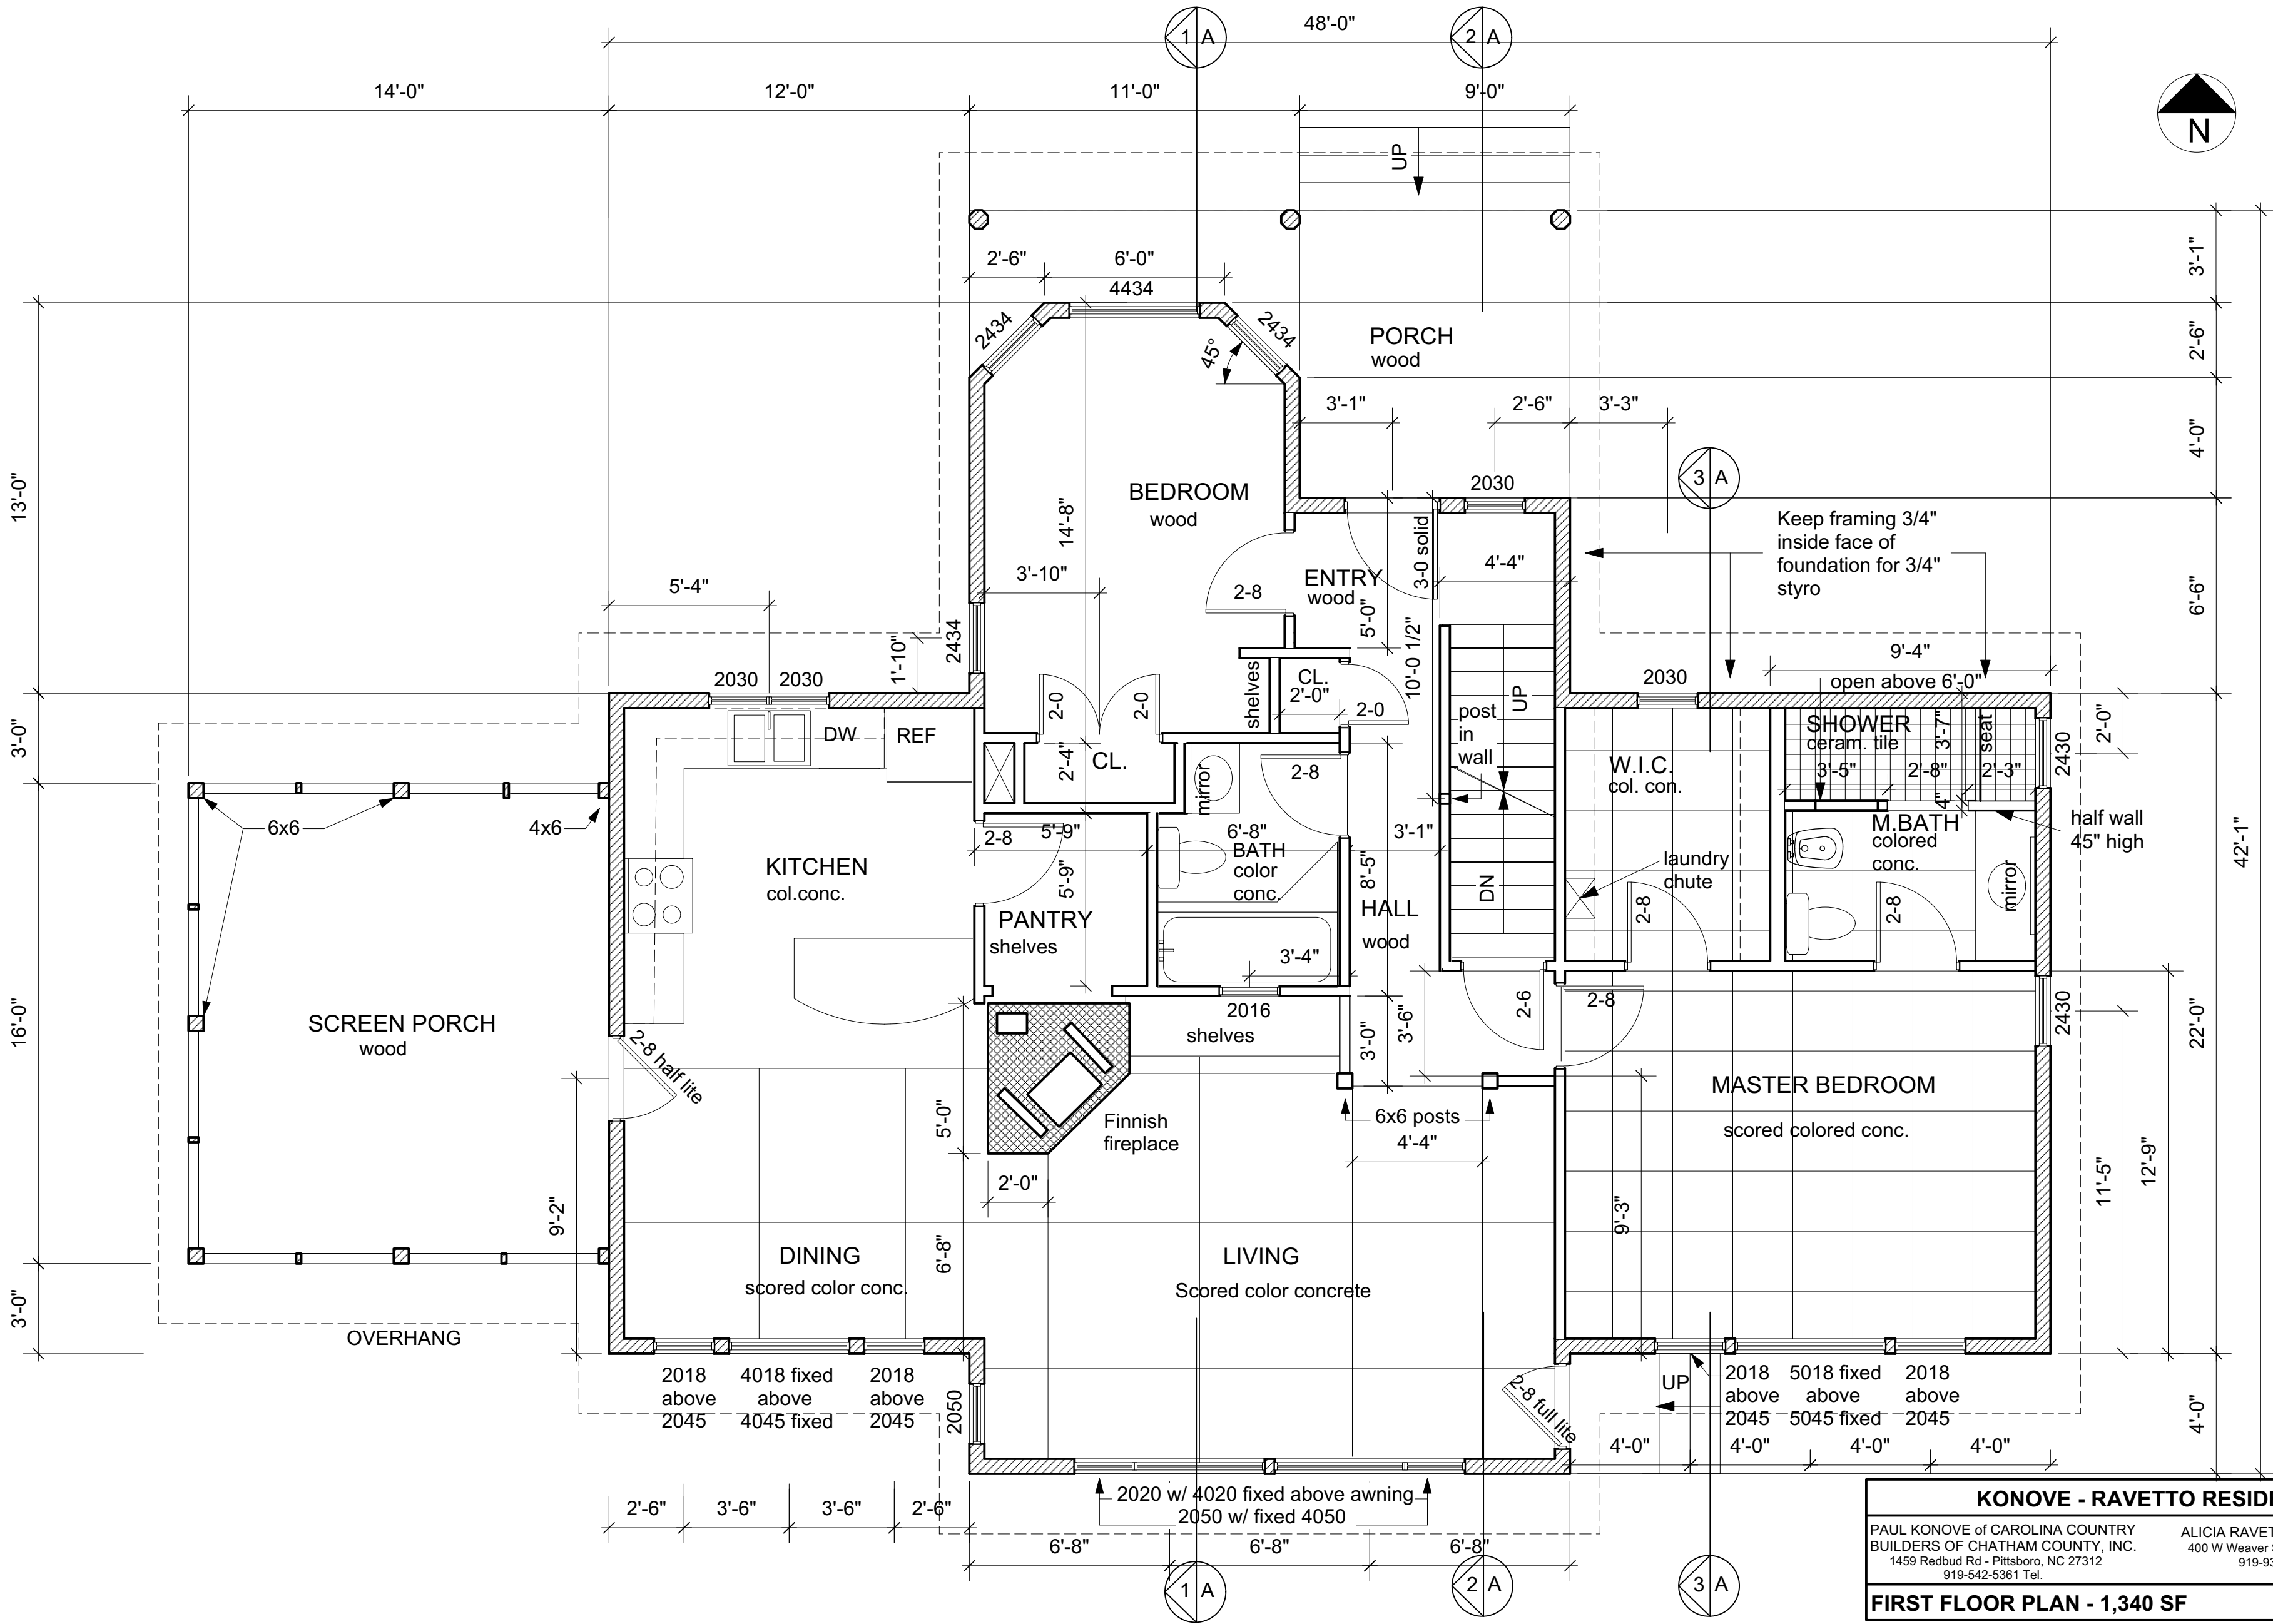 48'-0"
1 A
2 A
14'-0"
12'-0"
11'-0"
9'-0"
N
UP
2'-6"
6'-0"
4434
2434
2434
45°
PORCH
wood
3'-1"
2'-6"
3'-3"
3'-1"
2'-6"
4'-0"
6'-6"
13'-0"
3'-0"
16'-0"
3'-0"
3 A
BEDROOM
wood
14'-8"
3'-10"
2-8
ENTRY
wood
5'-0"
3-0 solid
2030
4'-4"
10'-0 1/2"
Keep framing 3/4"
inside face of
foundation for 3/4"
styro
5'-4"
1'-10"
2434
2030
2030
2-0
2-0
shelves
CL.
2'-0"
2-0
post
in
wall
UP
2030
9'-4"
open above 6'-0"
SHOWER
ceram. tile
3'-7"
seat
3'-5"
2'-8"
2'-3"
4"
2430
2'-0"
DW
REF
2'-4"
CL.
mirror
2-8
W.I.C.
col. con.
M.BATH
colored
conc.
half wall
45" high
42'-1"
6x6
4x6
KITCHEN
col.conc.
2-8
5'-9"
5'-9"
PANTRY
shelves
6'-8"
BATH
color
conc.
3'-4"
3'-1"
8'-5"
HALL
wood
DN
laundry
chute
2-8
2-8
mirror
SCREEN PORCH
wood
2-8 half lite
2016
shelves
3'-0"
3'-6"
2-6
2-8
2430
22'-0"
MASTER BEDROOM
scored colored conc.
5'-0"
Finnish
fireplace
6x6 posts
4'-4"
2'-0"
11'-5"
12'-9"
9'-2"
9'-3"
6'-8"
DINING
scored color conc.
LIVING
Scored color concrete
OVERHANG
2018
above
2045
4018 fixed
above
4045 fixed
2018
above
2045
2050
2-8 full lite
UP
2018
above
2045
5018 fixed
above
5045 fixed
2018
above
2045
4'-0"
4'-0"
4'-0"
4'-0"
4'-0"
2'-6"
3'-6"
3'-6"
2'-6"
2020 w/ 4020 fixed above awning
2050 w/ fixed 4050
6'-8"
6'-8"
6'-8"
1 A
2 A
3 A
KONOVE - RAVETTO RESID
PAUL KONOVE of CAROLINA COUNTRY
BUILDERS OF CHATHAM COUNTY, INC.
1459 Redbud Rd - Pittsboro, NC 27312
919-542-5361 Tel.
ALICIA RAVET
400 W Weaver
919-93
FIRST FLOOR PLAN - 1,340 SF